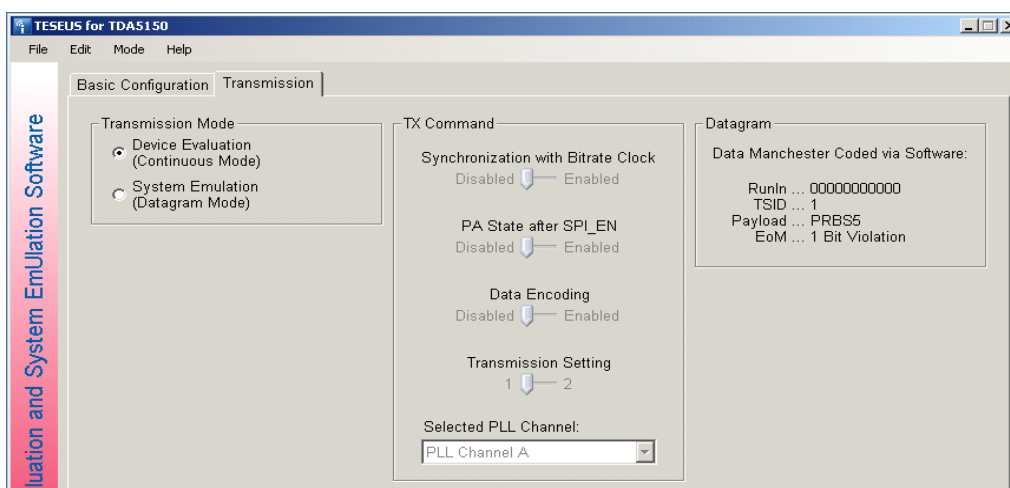 TESEUS for TDA5150
File Edit Mode Help
Basic Configuration Transmission
luation and System EmUlation Software
Transmission Mode
Device Evaluation
(Continuous Mode)
System Emulation
(Datagram Mode)
TX Command
Synchronization with Bitrate Clock
Disabled Enabled
PA State after SPI_EN
Disabled Enabled
Data Encoding
Disabled Enabled
Transmission Setting
1 2
Selected PLL Channel:
PLL Channel A
Datagram
Data Manchester Coded via Software:
RunIn ... 00000000000
TSID ... 1
Payload ... PRBS5
EoM ... 1 Bit Violation